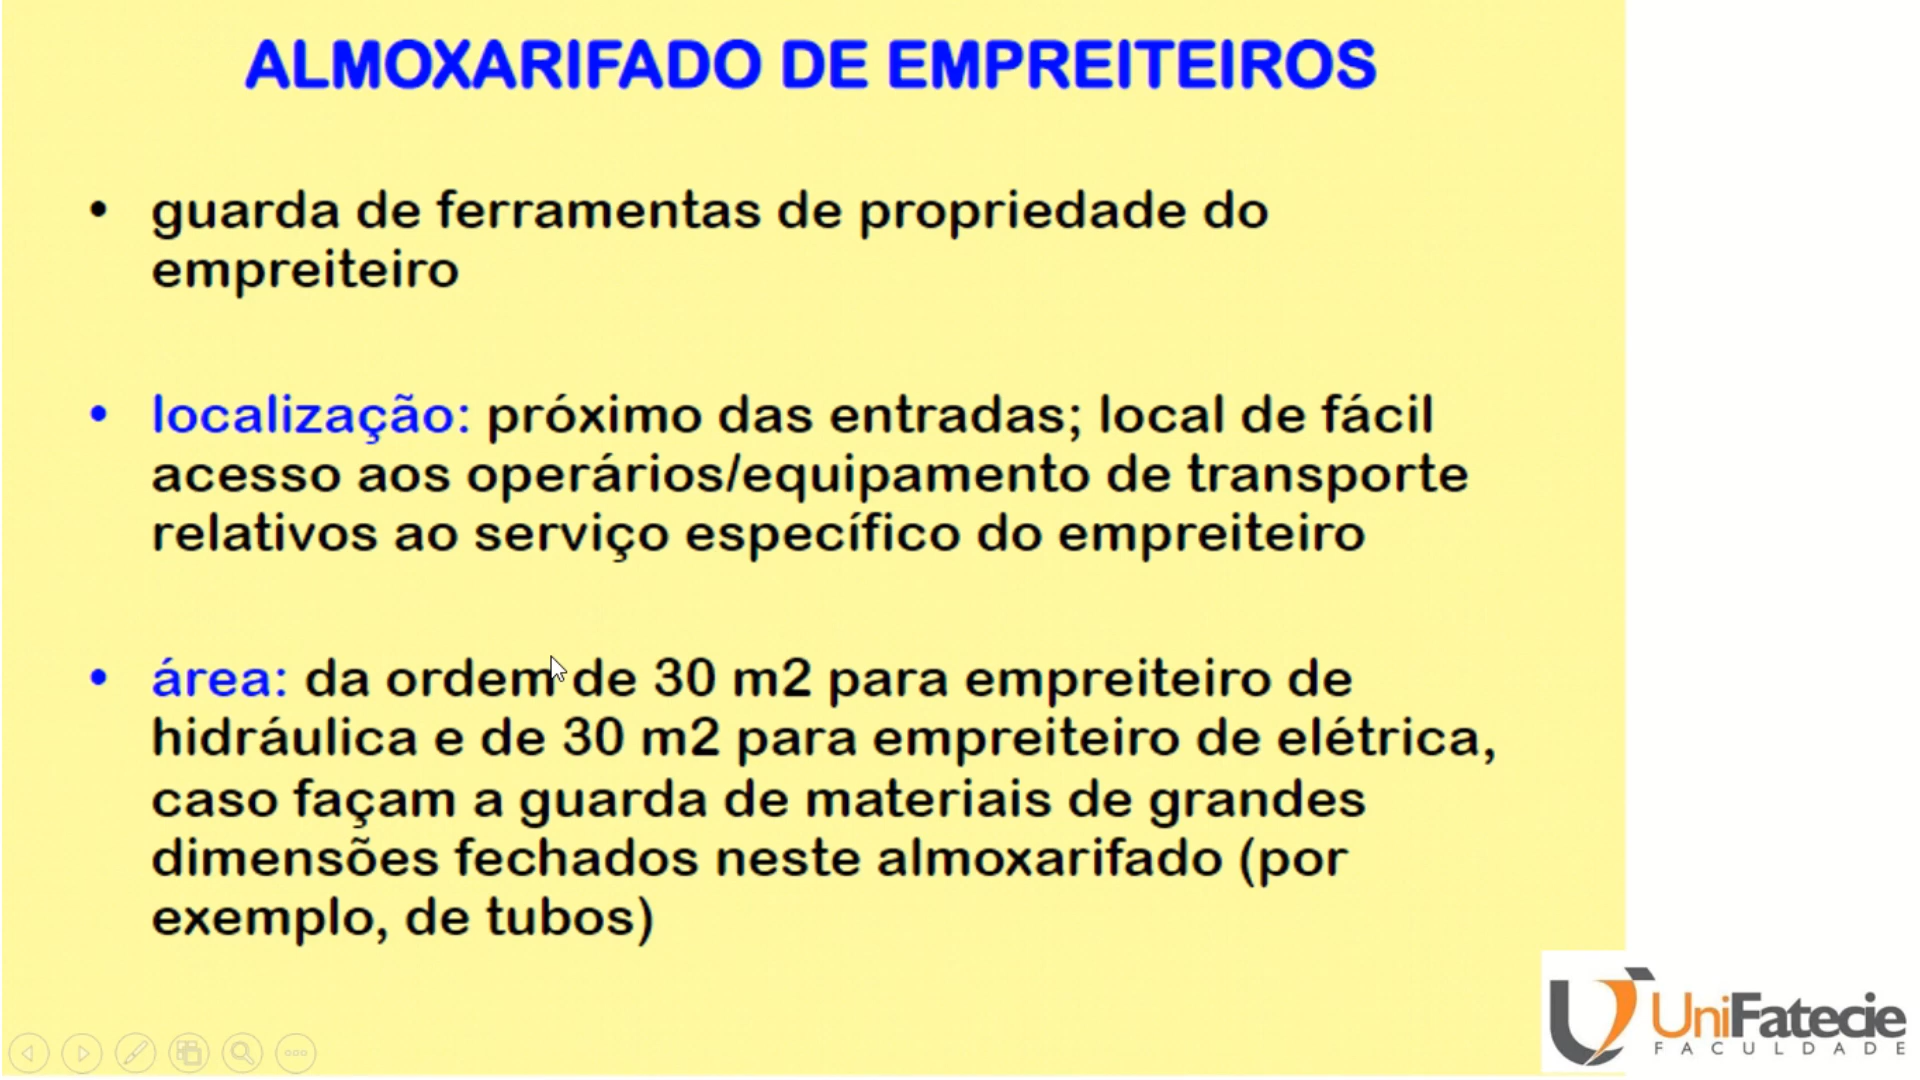 ALMOXARIFADO DE EMPREITEIROS
• guarda de ferramentas de propriedade do
empreiteiro
• localização: próximo das entradas; local de fácil
acesso aos operários/equipamento de transporte
relativos ao serviço específico do empreiteiro
• área: da ordem de 30 m2 para empreiteiro de
hidráulica e de 30 m2 para empreiteiro de elétrica,
caso façam a guarda de materiais de grandes
dimensões fechados neste almoxarifado (por
exemplo, de tubos)
UniFatecie
FACULDADE